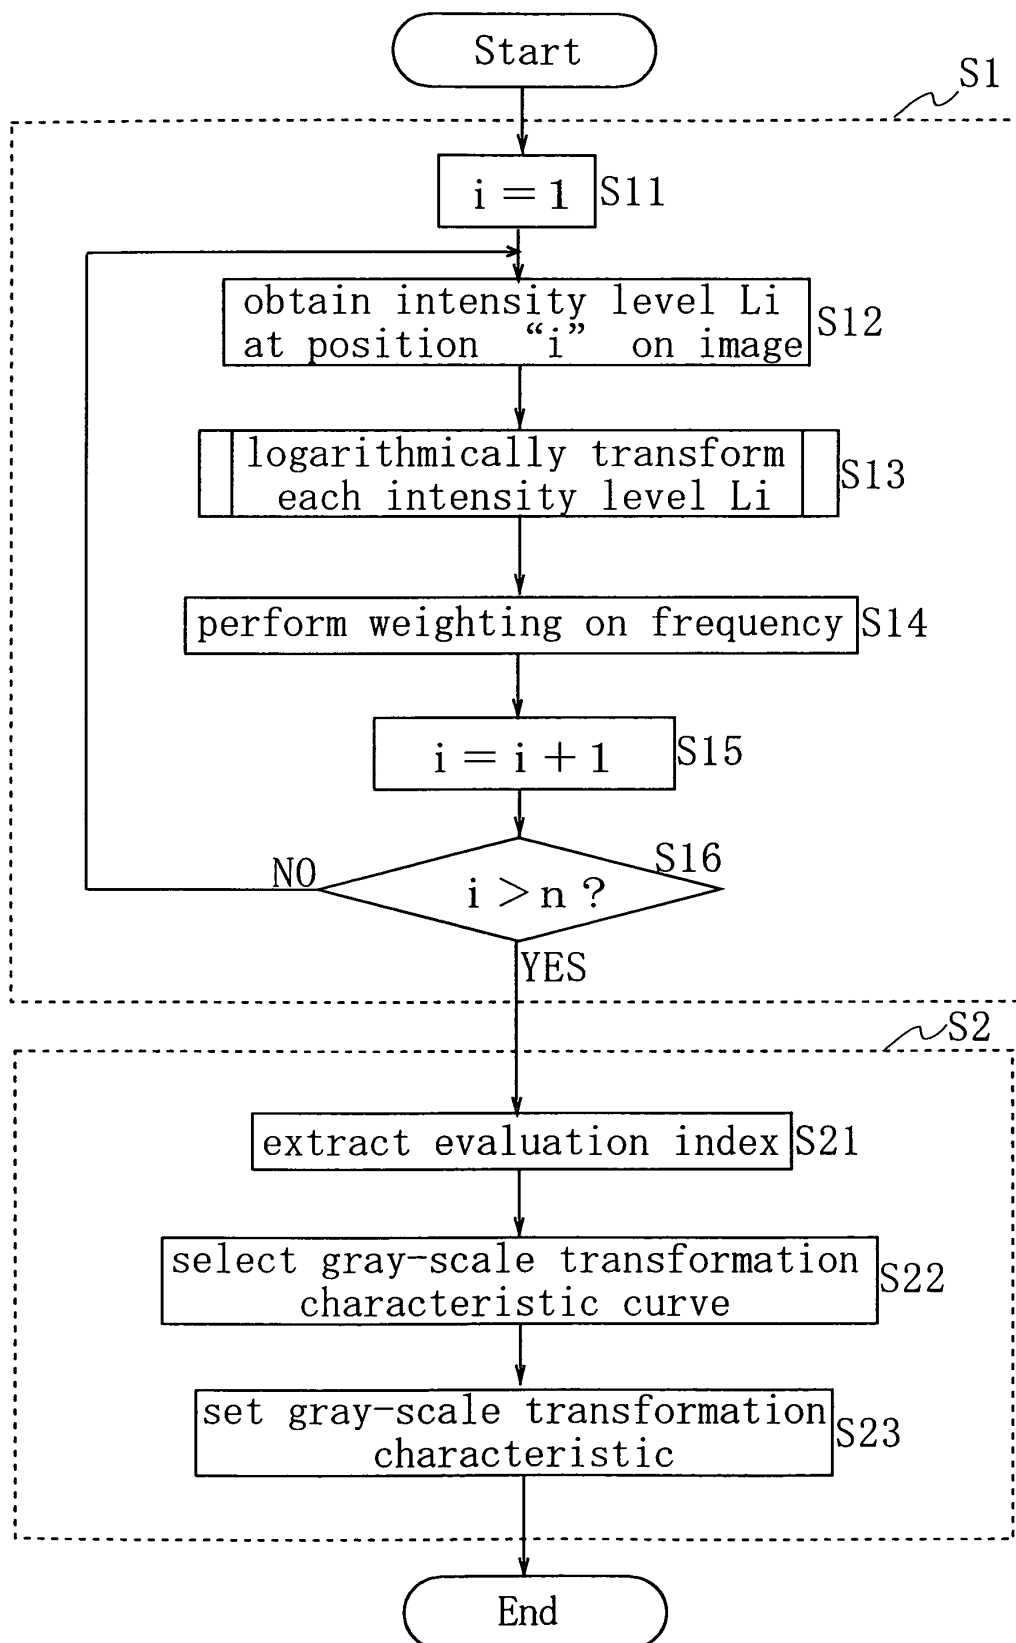 Start
S1
i = 1
S11
obtain intensity level Li
at position “i” on image
S12
logarithmically transform
each intensity level Li
S13
perform weighting on frequency
S14
i = i + 1
S15
NO
i > n ?
S16
YES
S2
extract evaluation index
S21
select gray-scale transformation
characteristic curve
S22
set gray-scale transformation
characteristic
S23
End